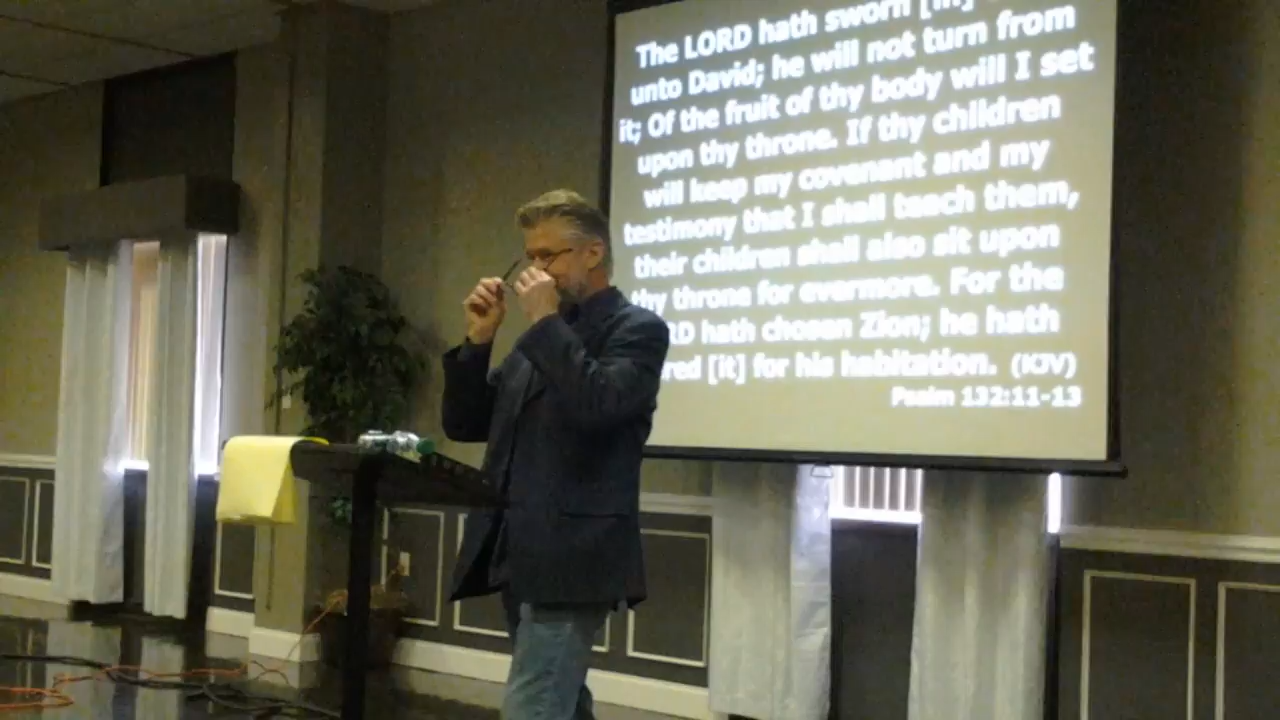 The LORD hath sworn [in]
unto David; he will not turn from
it; Of the fruit of thy body will I set
upon thy throne. If thy children
will keep my covenant and my
testimony that I shall teach them,
their children shall also sit upon
thy throne for evermore. For the
RD hath chosen Zion; he hath
red [it] for his habitation. (KJV)
Psalm 132:11-13